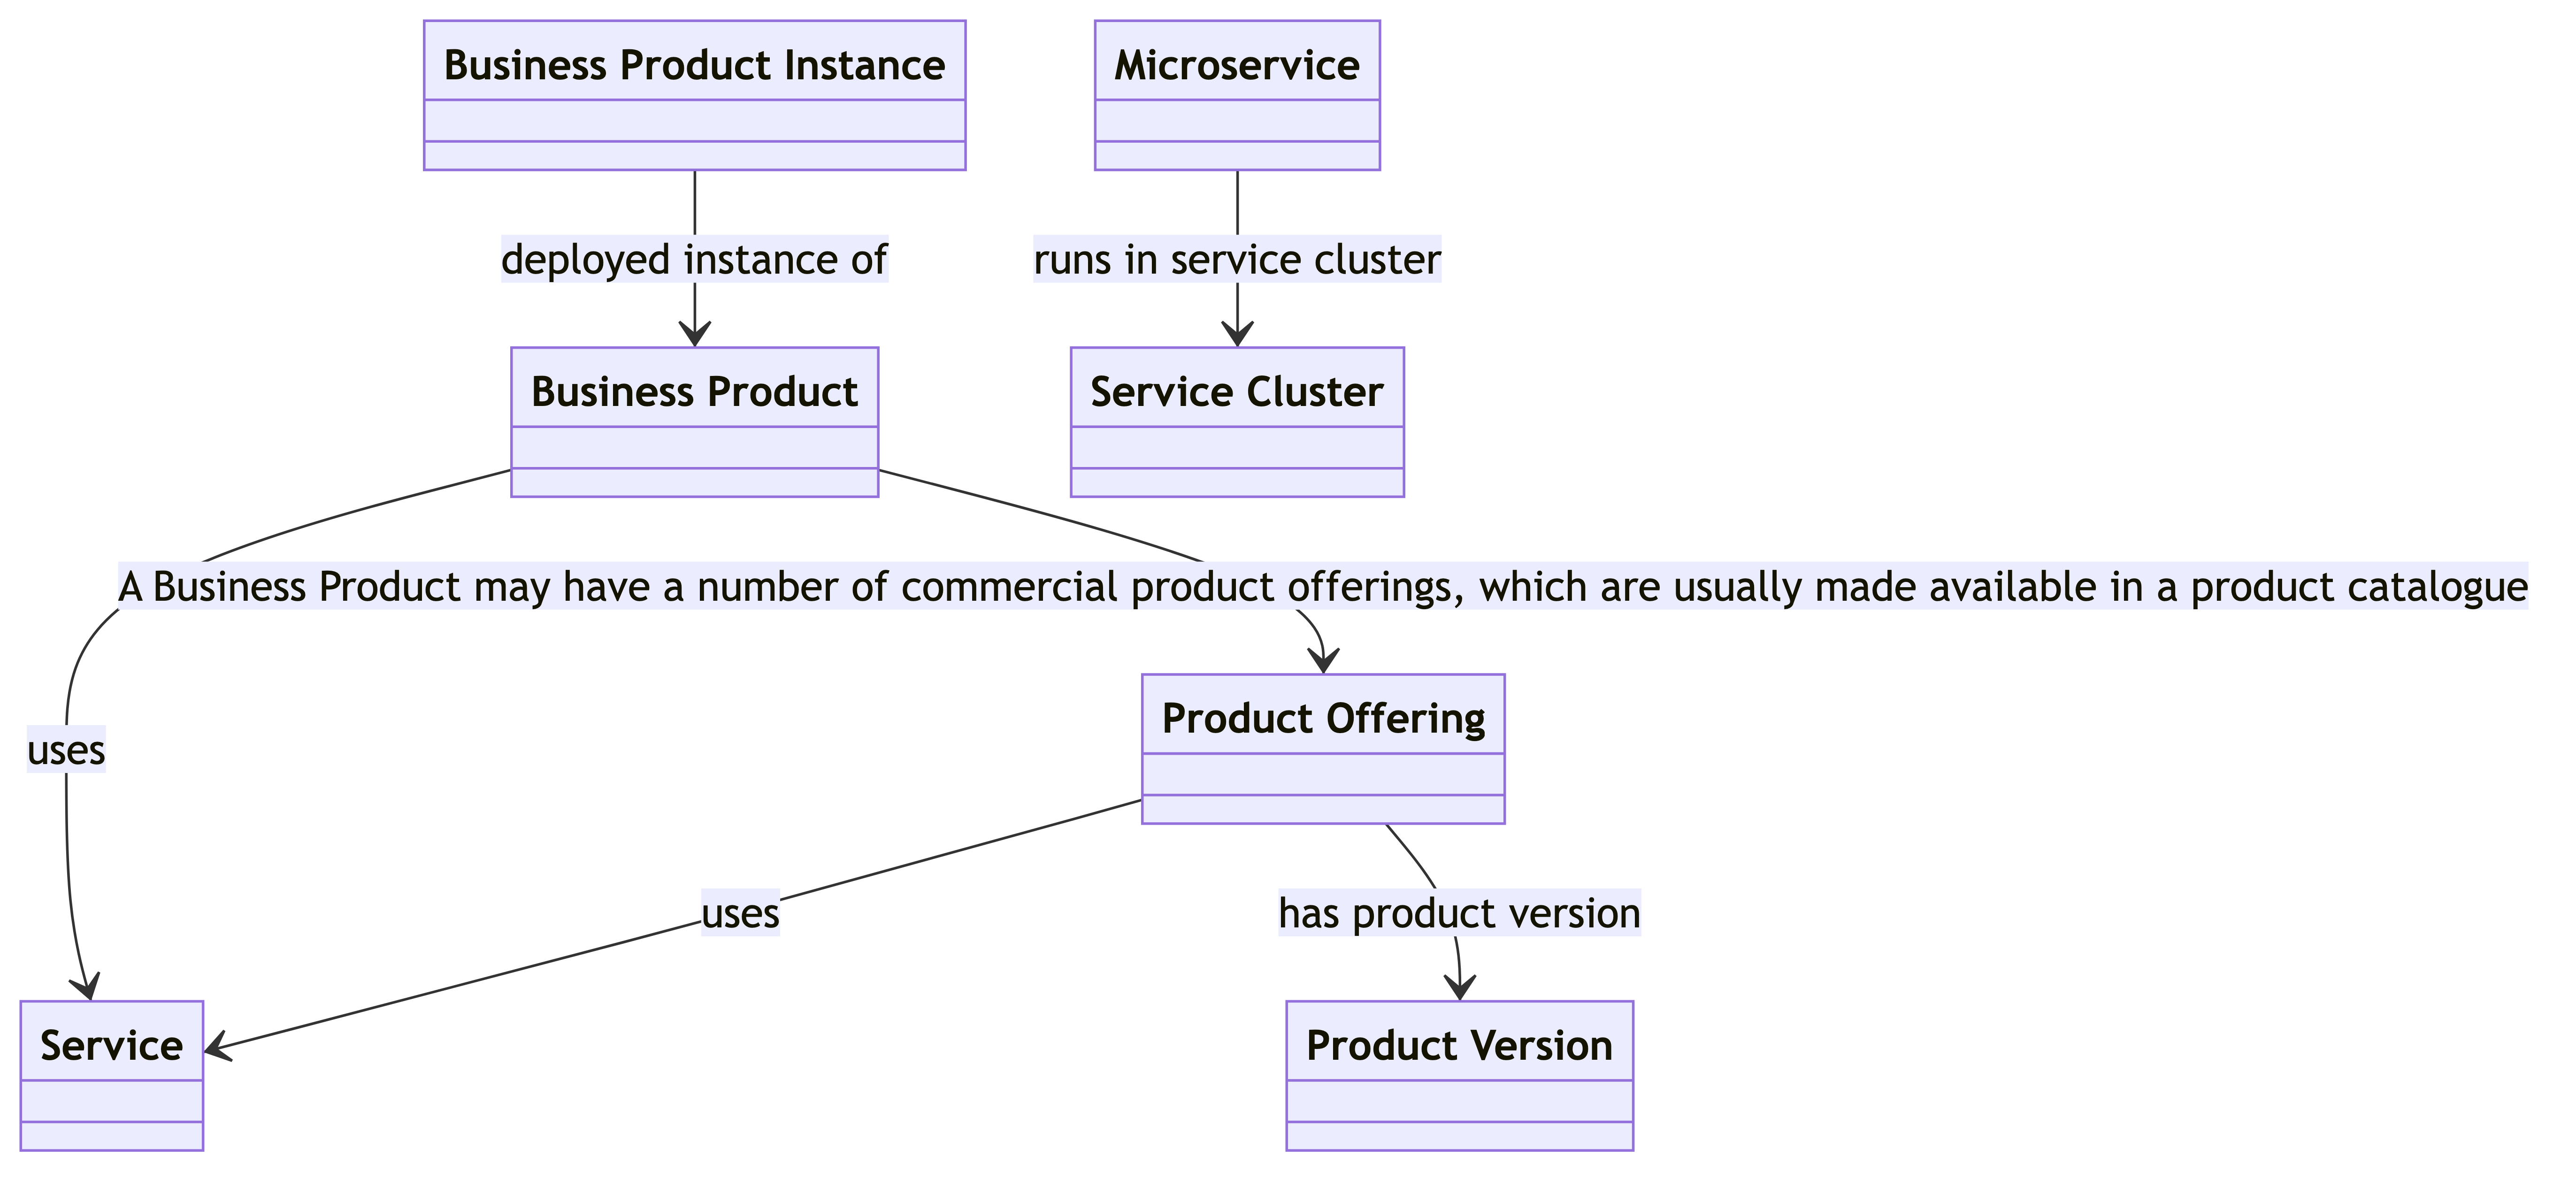 Business Product Instance
Microservice
deployed instance of
runs in service cluster
Business Product
Service Cluster
A Business Product may have a number of commercial product offerings, which are usually made available in a product catalogue
Product Offering
uses
uses
has product version
Service
Product Version